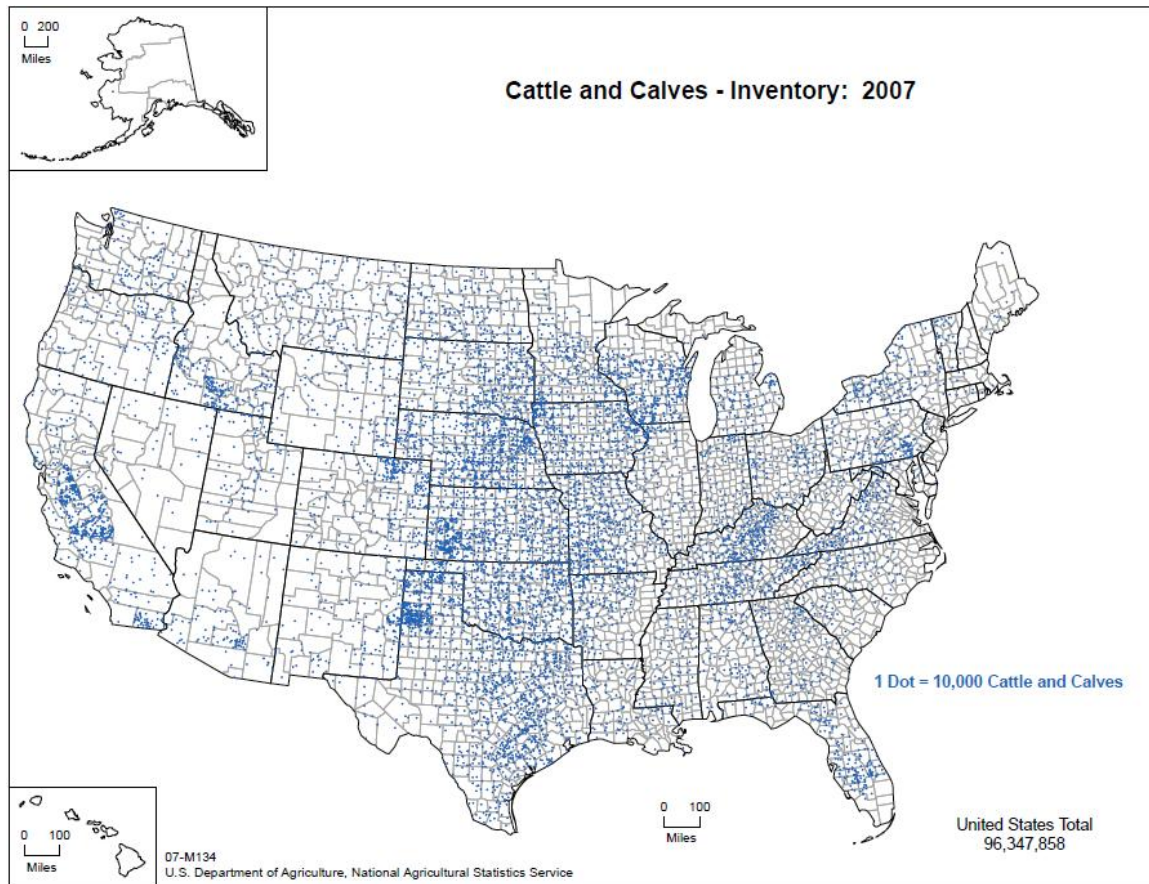 0 200
Miles
Cattle and Calves - Inventory: 2007
1 Dot = 10,000 Cattle and Calves
0 100
Miles
0 100
Miles
United States Total
96,347,858
07-M134
U.S. Department of Agriculture, National Agricultural Statistics Service